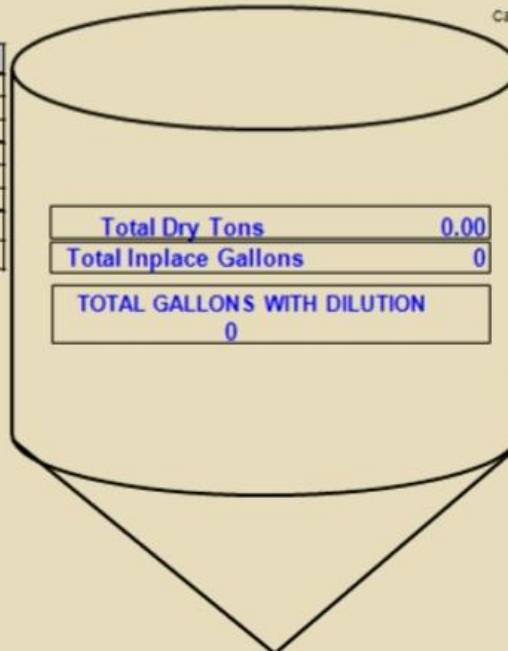 Total Dry Tons 0.00
Total Inplace Gallons 0
TOTAL GALLONS WITH DILUTION
0